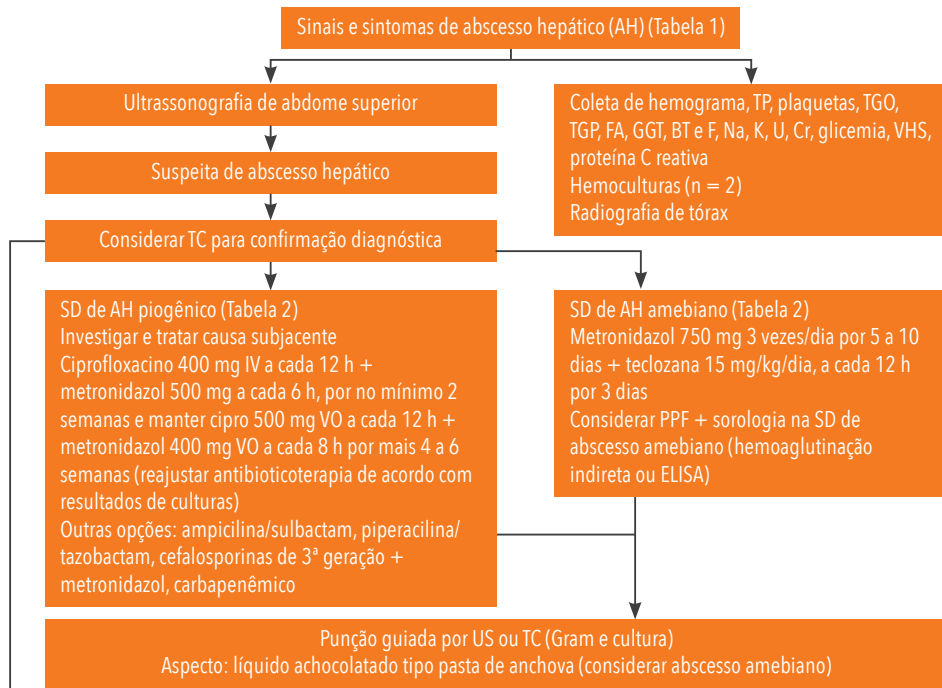 Sinais e sintomas de abscesso hepático (AH) (Tabela 1)
Ultrassonografia de abdome superior
Suspeita de abscesso hepático
Considerar TC para confirmação diagnóstica
Coleta de hemograma, TP, plaquetas, TGO,
TGP, FA, GGT, BT e F, Na, K, U, Cr, glicemia, VHS,
proteína C reativa
Hemoculturas (n = 2)
Radiografia de tórax
SD de AH piogênico (Tabela 2)
Investigar e tratar causa subjacente
Ciprofloxacino 400 mg IV a cada 12 h +
metronidazol 500 mg a cada 6 h, por no mínimo 2
semanas e manter cipro 500 mg VO a cada 12 h +
metronidazol 400 mg VO a cada 8 h por mais 4 a 6
semanas (reajustar antibioticoterapia de acordo com
resultados de culturas)
Outras opções: ampicilina/sulbactam, piperacilina/
tazobactam, cefalosporinas de 3ª geração +
metronidazol, carbapenêmico
SD de AH amebiano (Tabela 2)
Metronidazol 750 mg 3 vezes/dia por 5 a 10
dias + teclozana 15 mg/kg/dia, a cada 12 h
por 3 dias
Considerar PPF + sorologia na SD de
abscesso amebiano (hemoaglutinação
indireta ou ELISA)
Punção guiada por US ou TC (Gram e cultura)
Aspecto: líquido achocolatado tipo pasta de anchova (considerar abscesso amebiano)